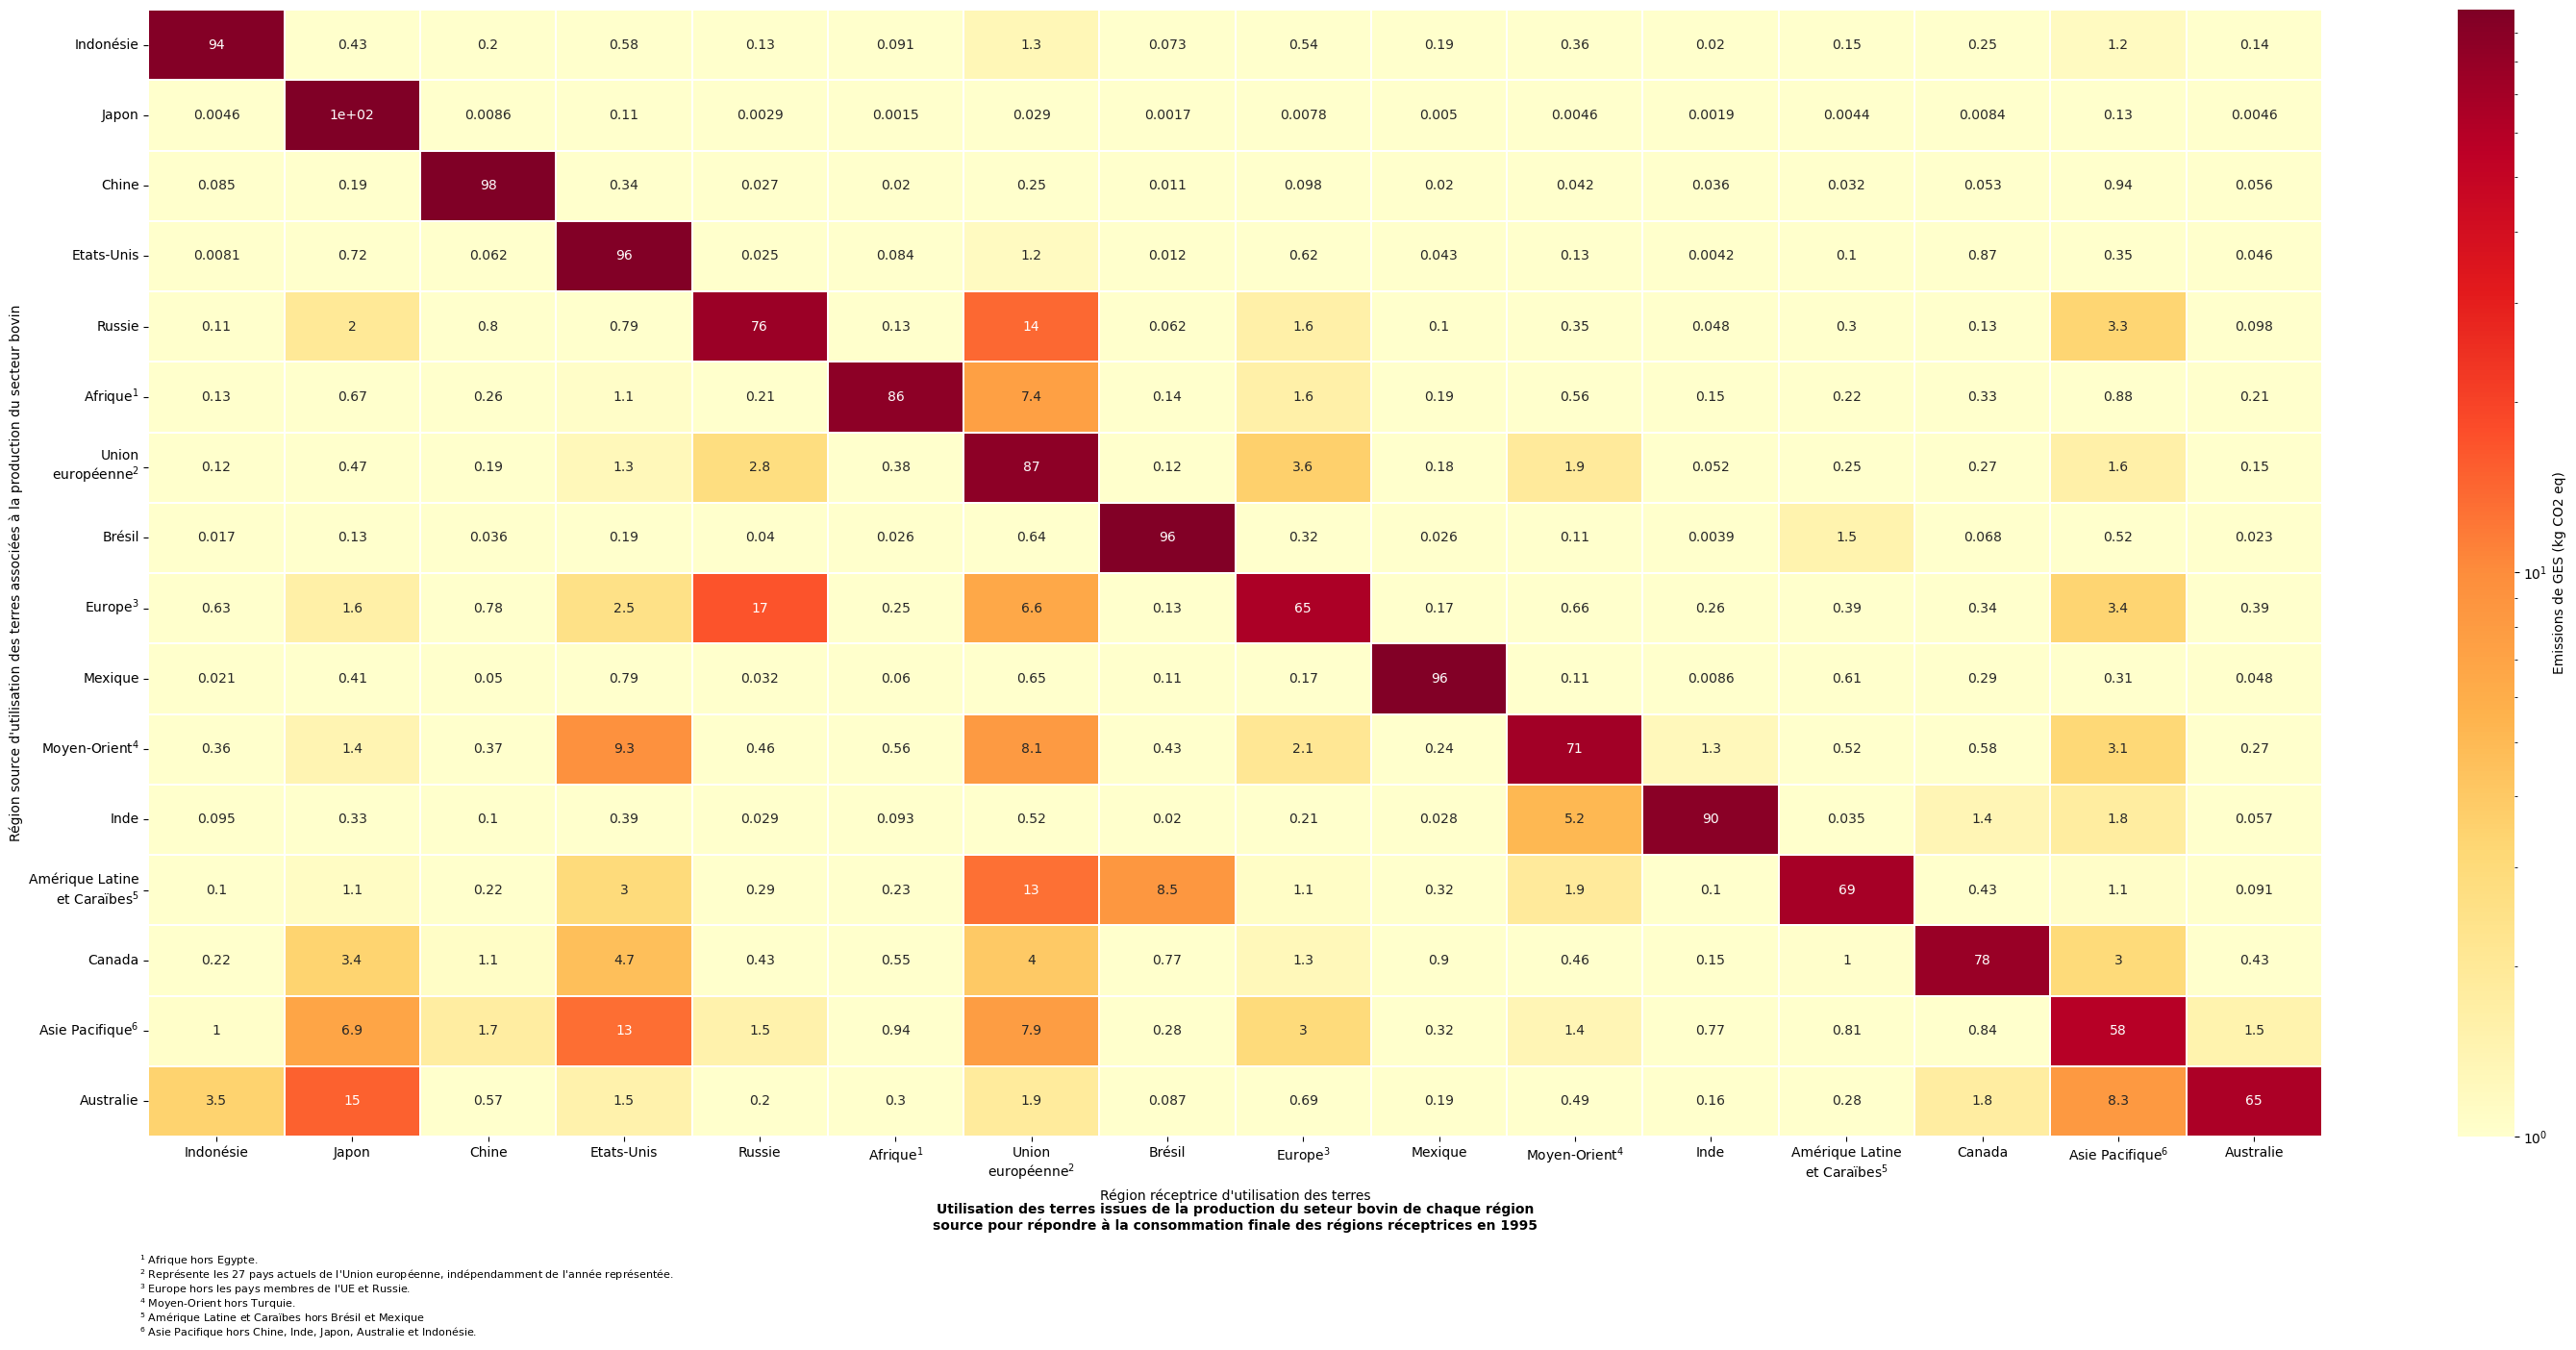 Indonésie 94 0.43 0.2 0.58 0.13 0.091 1.3 0.073 0.54 0.19 0.36 0.02 0.15 0.25 1.2 0.14
Japon 1e+02 0.0046 0.0086 0.11 0.0029 0.0015 0.029 0.0017 0.0078 0.005 0.0046 0.0019 0.0044 0.0084 0.13 0.0046
Chine 0.085 0.19 98 0.34 0.027 0.02 0.25 0.011 0.098 0.02 0.042 0.036 0.032 0.053 0.94 0.056
Etats-Unis 0.0081 0.72 0.062 96 0.025 0.084 1.2 0.012 0.62 0.043 0.13 0.0042 0.1 0.87 0.35 0.046
Russie 0.11 2 0.8 0.79 76 0.13 14 0.062 1.6 0.1 0.35 0.048 0.3 0.13 3.3 0.098
Afrique¹ 0.13 0.67 0.26 1.1 0.21 86 7.4 0.14 1.6 0.19 0.56 0.15 0.22 0.33 0.88 0.21
Union
européenne² 0.12 0.47 0.19 1.3 2.8 0.38 87 0.12 3.6 0.18 1.9 0.052 0.25 0.27 1.6 0.15
Brésil 0.017 0.13 0.036 0.19 0.04 0.026 0.64 96 0.32 0.026 0.11 0.0039 1.5 0.068 0.52 0.023
Europe³ 0.63 1.6 0.78 2.5 17 0.25 6.6 0.13 65 0.17 0.66 0.26 0.39 0.34 3.4 0.39
Mexique 0.021 0.41 0.05 0.79 0.032 0.06 0.65 0.11 0.17 96 0.11 0.0086 0.61 0.29 0.31 0.048
Moyen-Orient⁴ 0.36 1.4 0.37 9.3 0.46 0.56 8.1 0.43 2.1 0.24 71 1.3 0.52 0.58 3.1 0.27
Inde 0.095 0.33 0.1 0.39 0.029 0.093 0.52 0.02 0.21 0.028 5.2 90 0.035 1.4 1.8 0.057
Amérique Latine
et Caraïbes⁵ 0.1 1.1 0.22 3 0.29 0.23 13 8.5 1.1 0.32 1.9 0.1 69 0.43 1.1 0.091
Canada 0.22 3.4 1.1 4.7 0.43 0.55 4 0.77 1.3 0.9 0.46 0.15 1 78 3 0.43
Asie Pacifique⁶ 1 6.9 1.7 13 1.5 0.94 7.9 0.28 3 0.32 1.4 0.77 0.81 0.84 58 1.5
Australie 3.5 15 0.57 1.5 0.2 0.3 1.9 0.087 0.69 0.19 0.49 0.16 0.28 1.8 8.3 65
Indonésie Japon Chine Etats-Unis Russie Afrique¹ Union
européenne² Brésil Europe³ Mexique Moyen-Orient⁴ Inde Amérique Latine
et Caraïbes⁵ Canada Asie Pacifique⁶ Australie
Région source d'utilisation des terres associées à la production du secteur bovin
10¹
10⁰
Emissions de GES (kg CO2 eq)
Région réceptrice d'utilisation des terres
Utilisation des terres issues de la production du seteur bovin de chaque région
source pour répondre à la consommation finale des régions réceptrices en 1995
¹ Afrique hors Egypte.
² Représente les 27 pays actuels de l'Union européenne, indépendamment de l'année représentée.
³ Europe hors les pays membres de l'UE et Russie.
⁴ Moyen-Orient hors Turquie.
⁵ Amérique Latine et Caraïbes hors Brésil et Mexique
⁶ Asie Pacifique hors Chine, Inde, Japon, Australie et Indonésie.